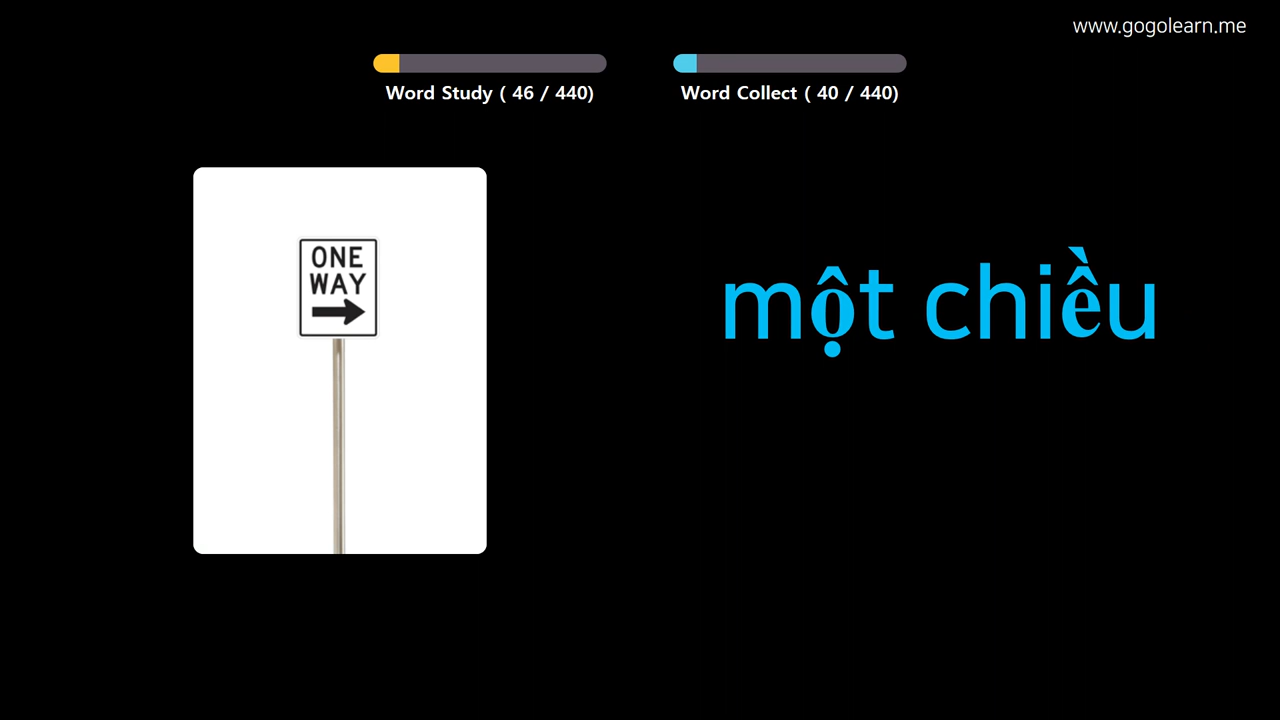 www.gogolearn.me
Word Study ( 46 / 440)
Word Collect ( 40 / 440)
ONE
WAY
một chiều